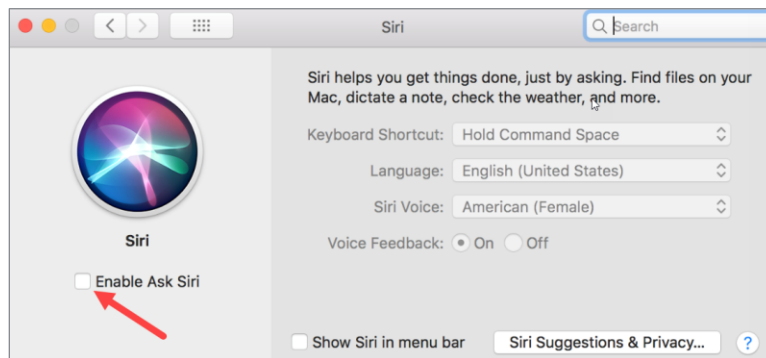 Siri
Search
Siri helps you get things done, just by asking. Find files on your
Mac, dictate a note, check the weather, and more.
Keyboard Shortcut: Hold Command Space
Language: English (United States)
Siri Voice: American (Female)
Voice Feedback: On Off
Siri
Enable Ask Siri
Show Siri in menu bar
Siri Suggestions & Privacy...
?